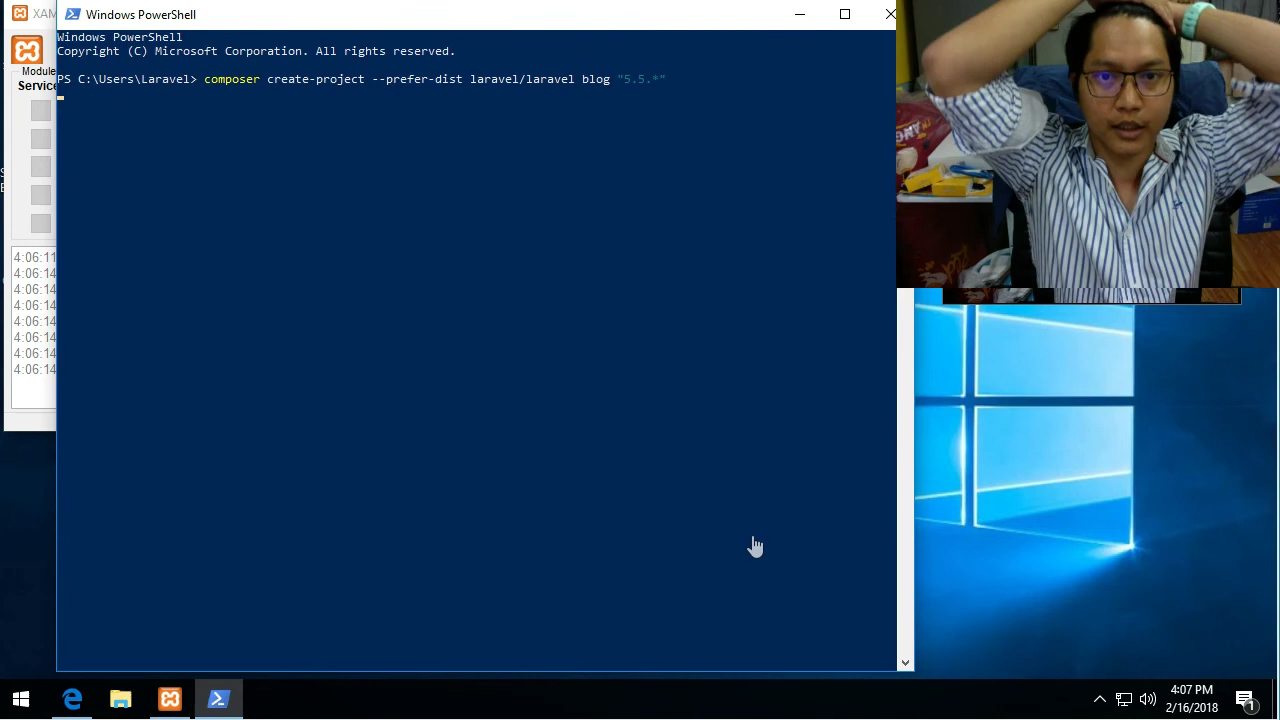 XAM
Windows PowerShell
Windows PowerShell
Copyright (C) Microsoft Corporation. All rights reserved.
PS C:\Users\Laravel> composer create-project --prefer-dist laravel/laravel blog "5.5.*"
Module
Service
4:06:11
4:06:14
4:06:14
4:06:14
4:06:14
4:06:14
4:06:14
4:06:14
4:07 PM
2/16/2018
1